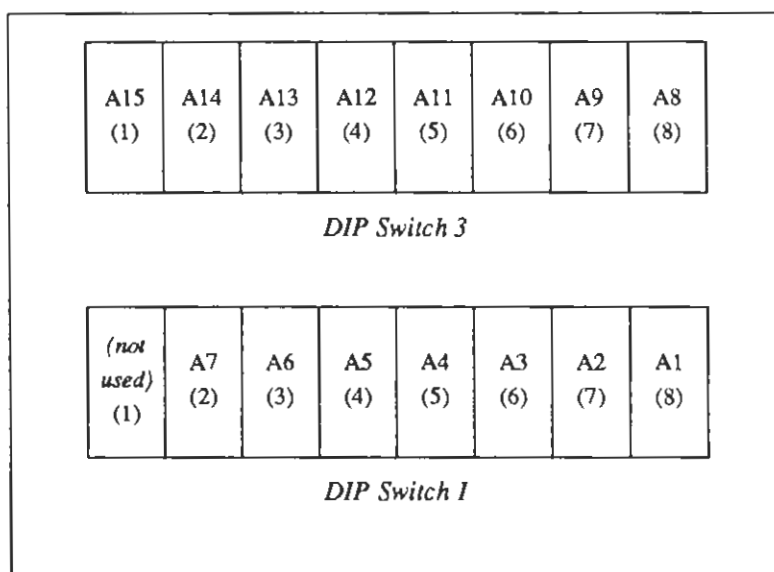 A15 A14 A13 A12 A11 A10 A9 A8
(1) (2) (3) (4) (5) (6) (7) (8)
DIP Switch 3
(not used) A7 A6 A5 A4 A3 A2 A1
(1) (2) (3) (4) (5) (6) (7) (8)
DIP Switch 1